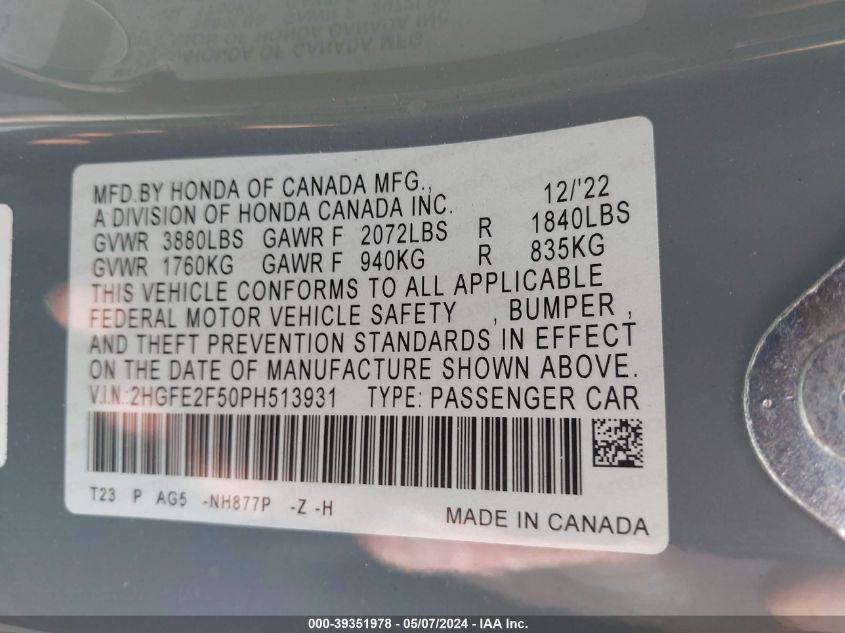 MFD.BY HONDA OF CANADA MFG., 12/'22
A DIVISION OF HONDA CANADA INC.
GVWR 3880LBS GAWR F 2072LBS R 1840LBS
GVWR 1760KG GAWR F 940KG R 835KG
THIS VEHICLE CONFORMS TO ALL APPLICABLE
FEDERAL MOTOR VEHICLE SAFETY , BUMPER ,
AND THEFT PREVENTION STANDARDS IN EFFECT
ON THE DATE OF MANUFACTURE SHOWN ABOVE.
V.I.N.:2HGFE2F50PH513931 TYPE: PASSENGER CAR
T23 P AG5 -NH877P -Z -H
MADE IN CANADA
000-39351978 - 05/07/2024 - IAA Inc.